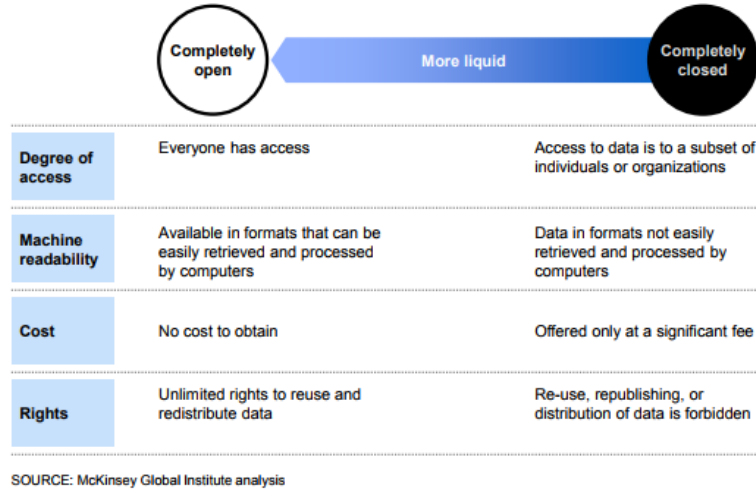 Completely
open
More liquid
Completely
closed
Degree of
access
Everyone has access
Access to data is to a subset of
individuals or organizations
Machine
readability
Available in formats that can be
easily retrieved and processed
by computers
Data in formats not easily
retrieved and processed by
computers
Cost
No cost to obtain
Offered only at a significant fee
Rights
Unlimited rights to reuse and
redistribute data
Re-use, republishing, or
distribution of data is forbidden
SOURCE: McKinsey Global Institute analysis